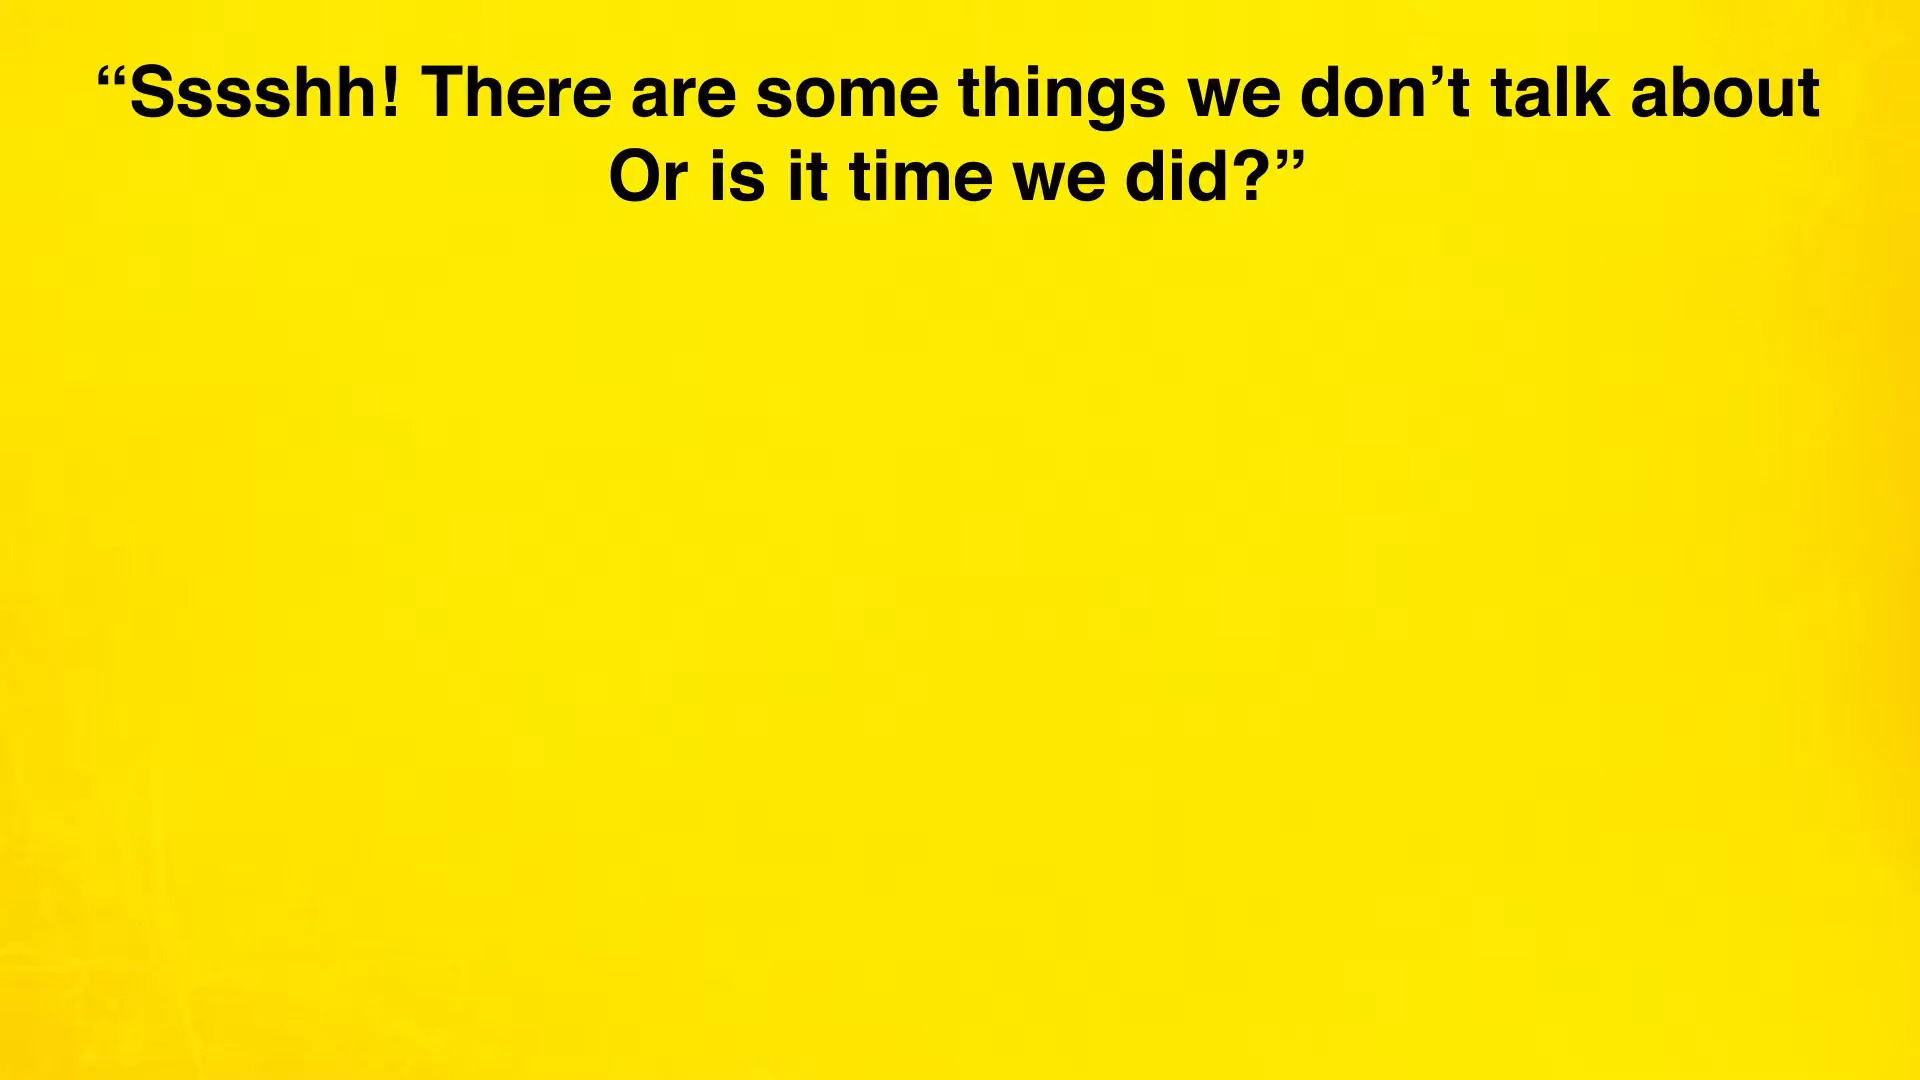 “Sssshh! There are some things we don’t talk about
Or is it time we did?”